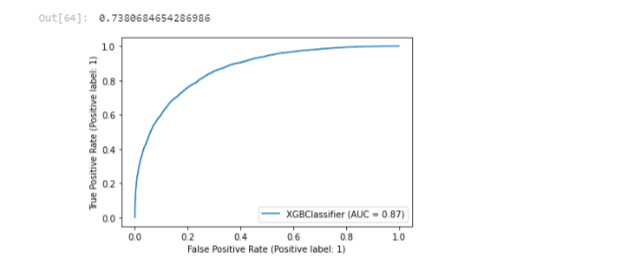 Out[64]: 0.7380684654286986
1.0
0.8
0.6
0.4
0.2
0.0
True Positive Rate (Positive label: 1)
XGBClassifier (AUC = 0.87)
0.0 0.2 0.4 0.6 0.8 1.0
False Positive Rate (Positive label: 1)